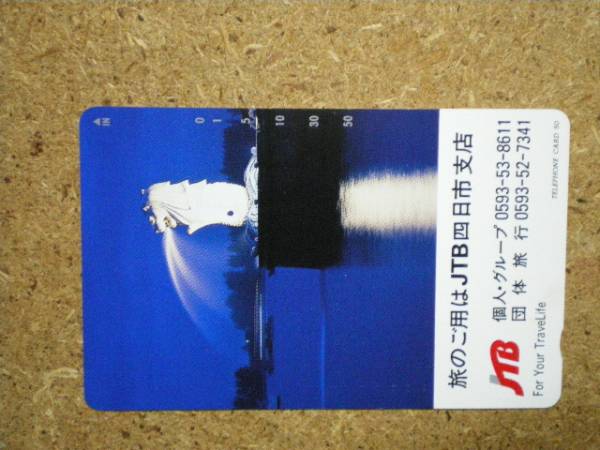 ▲IN
0 1 5 10 30 50
旅のご用はJTB四日市支店
JTB
個人・グループ 0593-53-8611
団体旅行 0593-52-7341
For Your TraveLife
TELEPHONE CARD 50